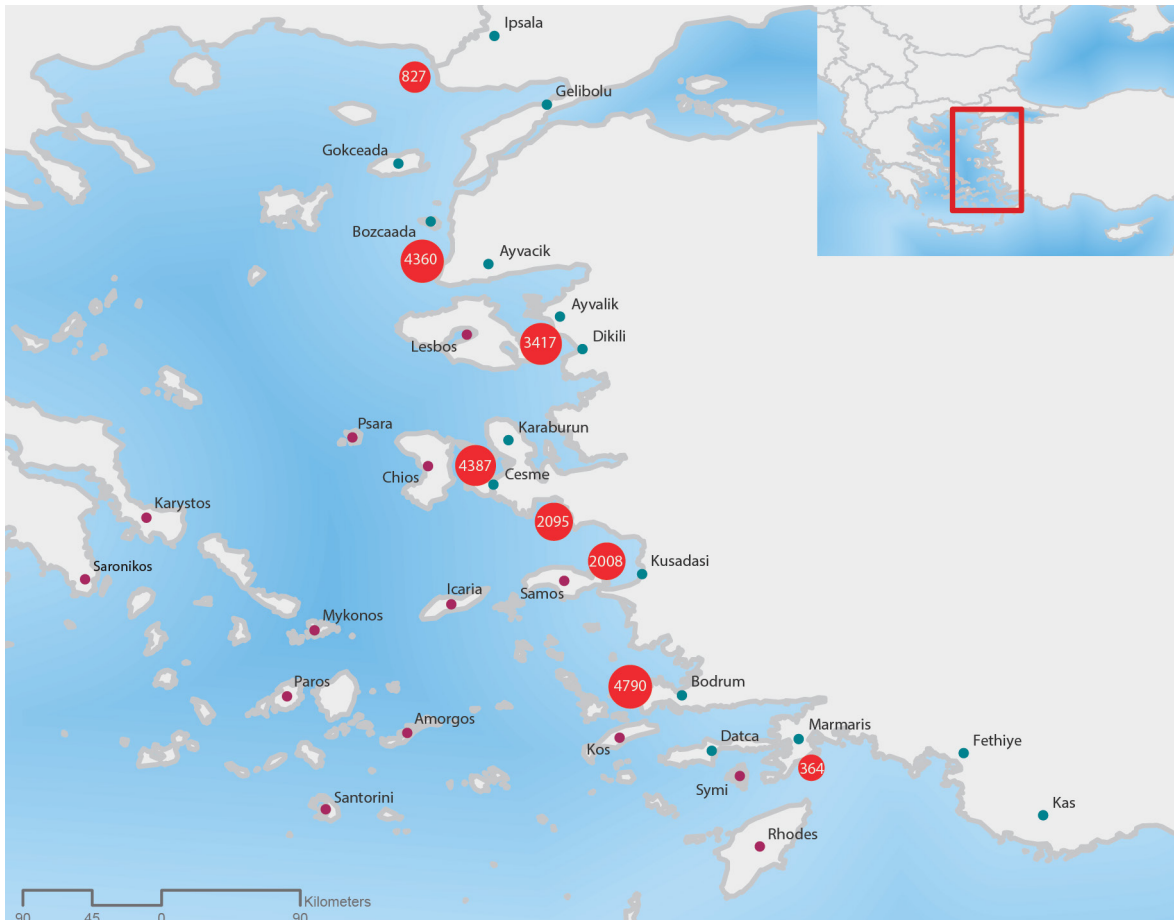 Ipsala
827
Gelibolu
Gokceada
Bozcaada
4360
Ayvacik
Ayvalik
Lesbos
3417
Dikili
Psara
Karaburun
Chios
4387
Cesme
Karystos
2095
Saronikos
2008
Kusadasi
Icaria
Samos
Mykonos
Paros
4790
Bodrum
Amorgos
Marmaris
Kos
Datca
Fethiye
364
Symi
Santorini
Kas
Rhodes
Kilometers
90 45 0 90